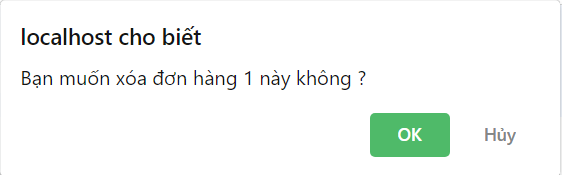 localhost cho biết
Bạn muốn xóa đơn hàng 1 này không ?
OK
Hủy